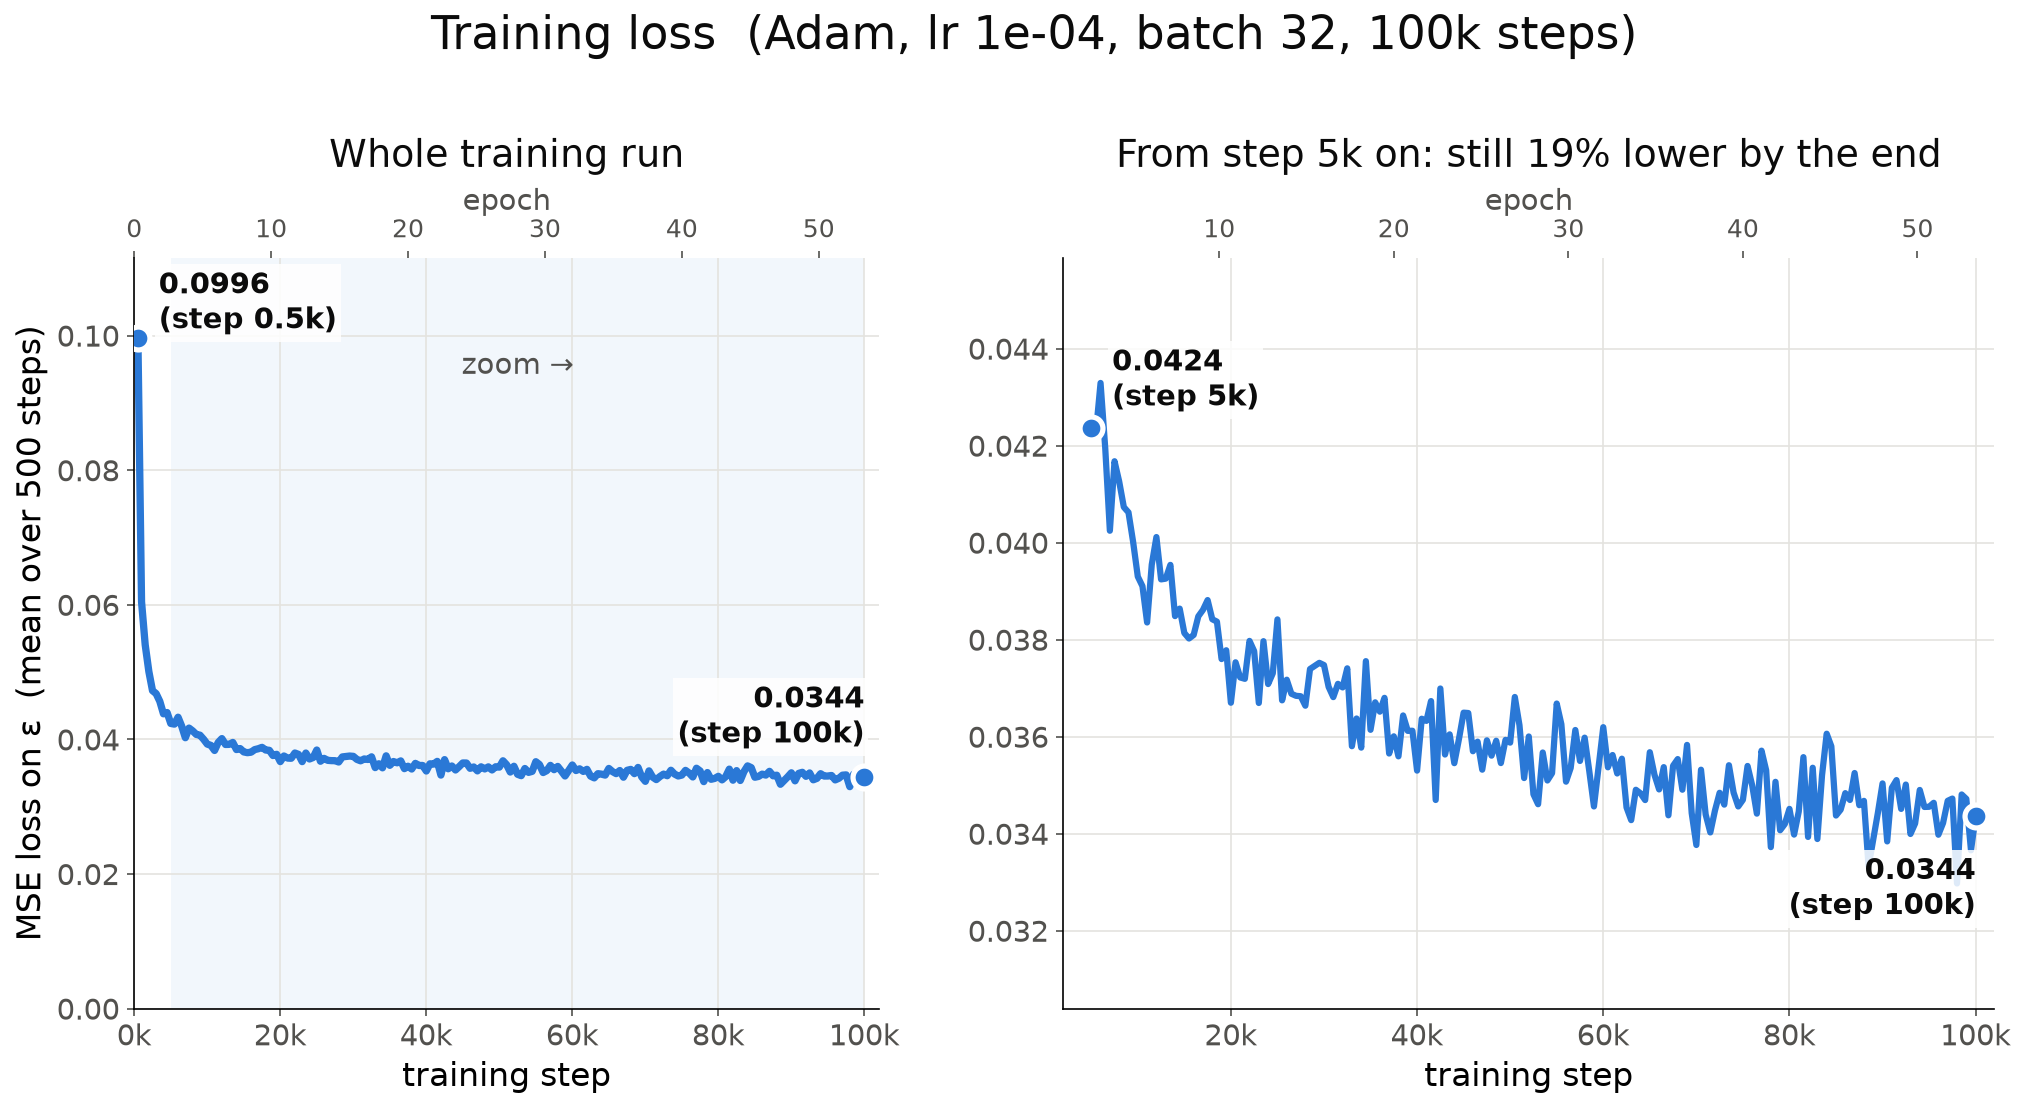 Training loss  (Adam, lr 1e-04, batch 32, 100k steps)
Whole training run
epoch
0 10 20 30 40 50
0.0996
(step 0.5k)
zoom →
0.0344
(step 100k)
MSE loss on ε  (mean over 500 steps)
0.10
0.08
0.06
0.04
0.02
0.00
0k 20k 40k 60k 80k 100k
training step
From step 5k on: still 19% lower by the end
epoch
10 20 30 40 50
0.0424
(step 5k)
0.044
0.042
0.040
0.038
0.036
0.034
0.032
0.0344
(step 100k)
20k 40k 60k 80k 100k
training step